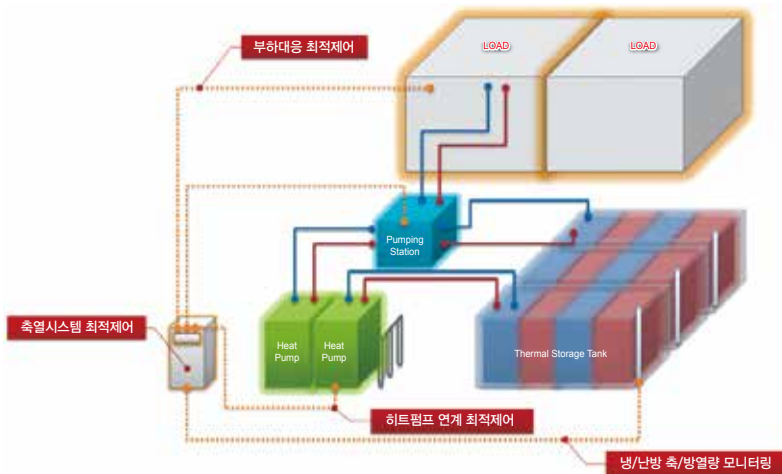 부하대응 최적제어
LOAD
LOAD
Pumping
Station
축열시스템 최적제어
Heat
Pump
Heat
Pump
Thermal Storage Tank
히트펌프 연계 최적제어
냉/난방 축/방열량 모니터링